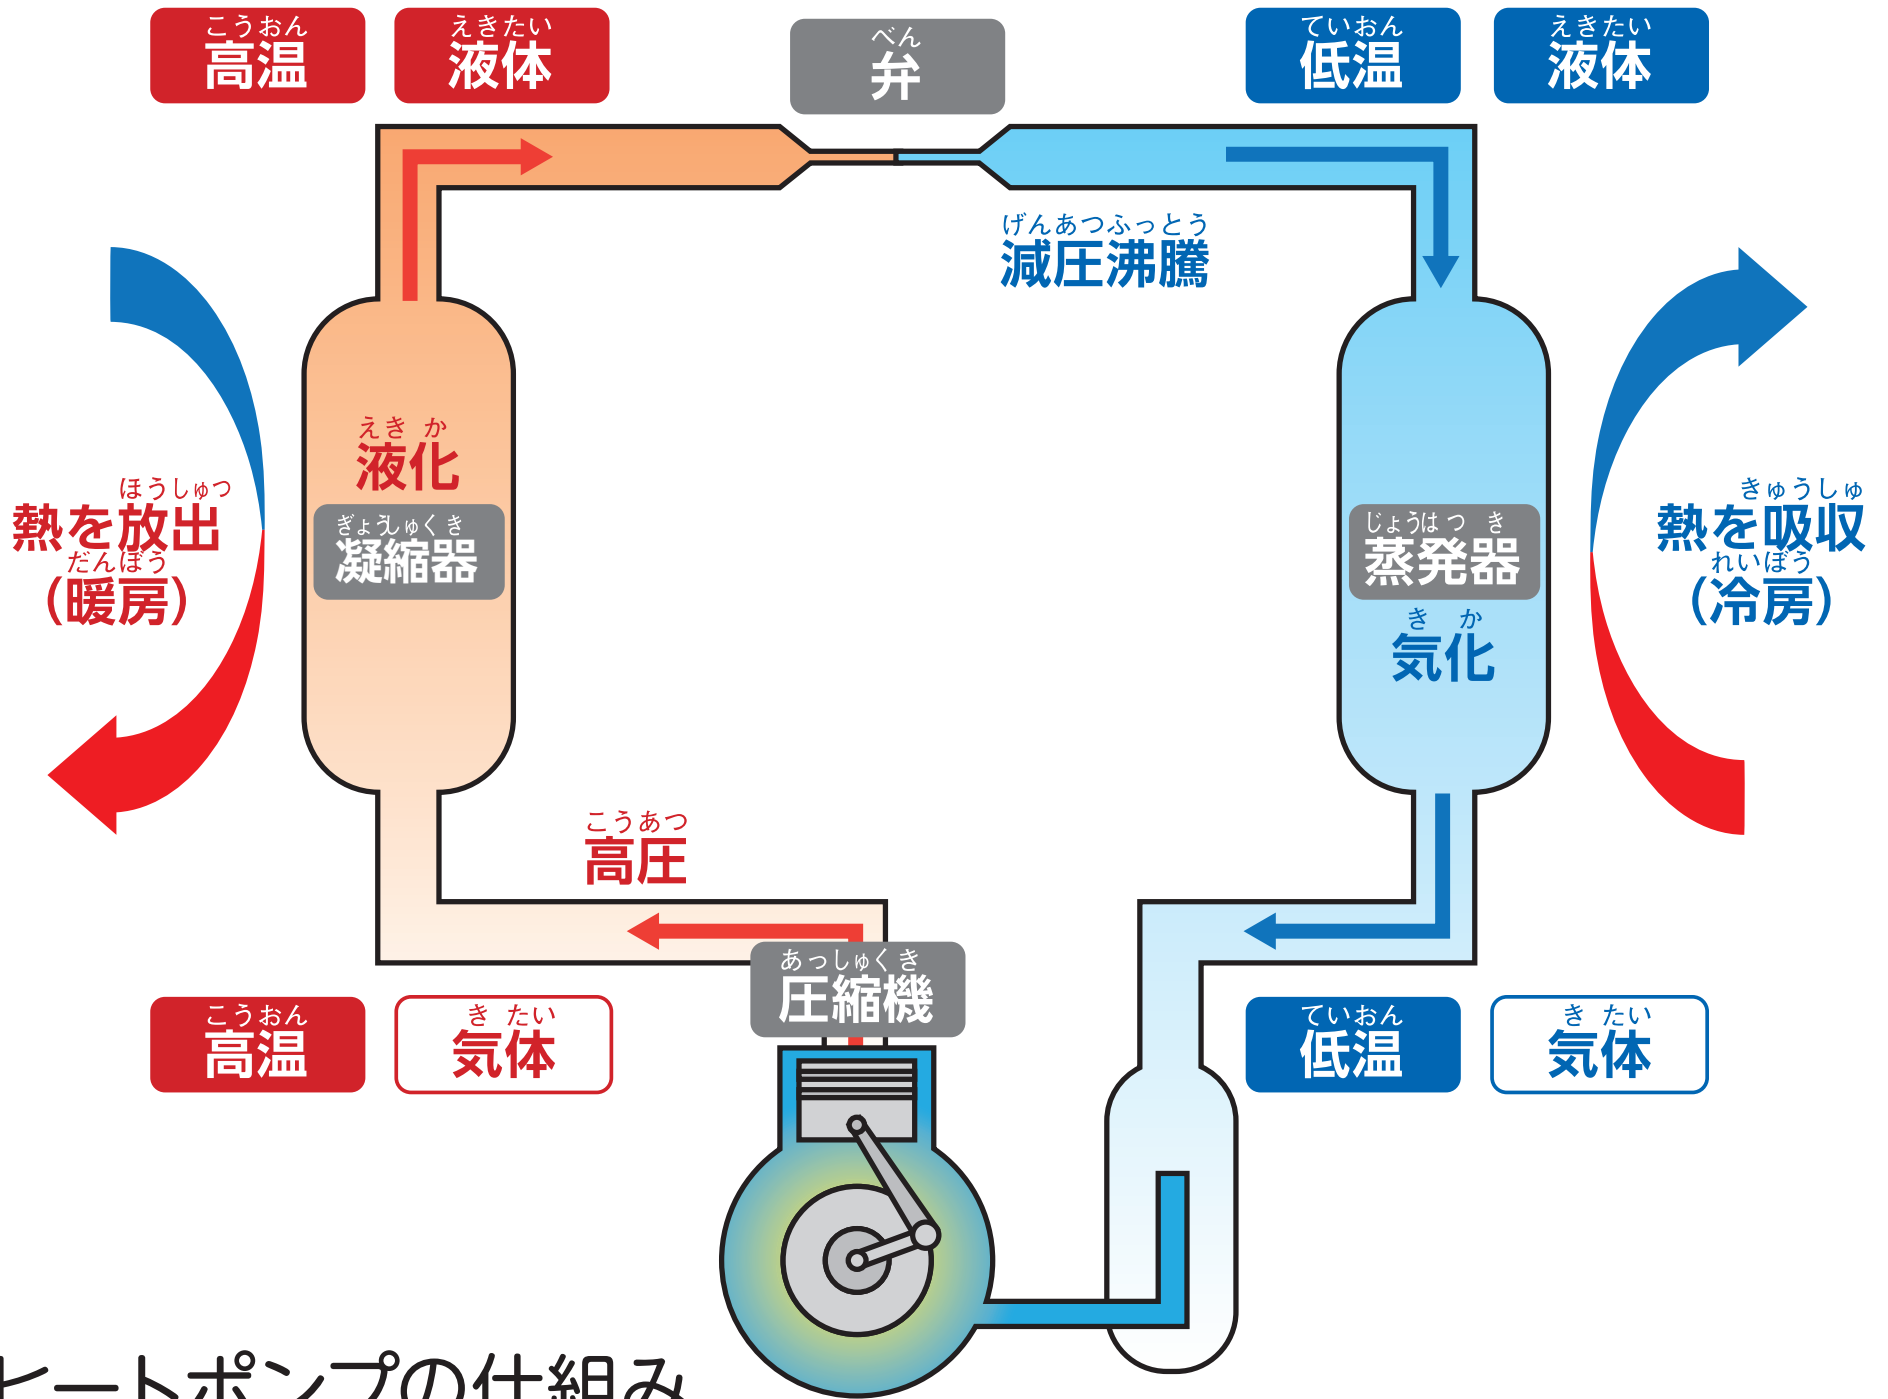 こうおん
高温
えきたい
液体
べん
弁
ていおん
低温
えきたい
液体
げんあつふっとう
減圧沸騰
えきか
液化
ぎょうしゅくき
凝縮器
ほうしゅつ
熱を放出
だんぼう
(暖房)
じょうはつき
蒸発器
きか
気化
きゅうしゅ
熱を吸収
れいぼう
(冷房)
こうあつ
高圧
あっしゅくき
圧縮機
こうおん
高温
きたい
気体
ていおん
低温
きたい
気体
ヒートポンプの仕組み